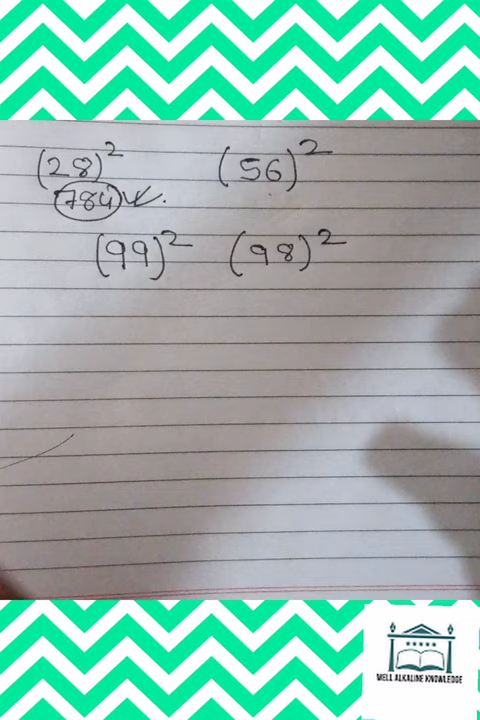 (28)² (56)²
784
(99)² (98)²
WELL ALKALINE KNOWLEDGE